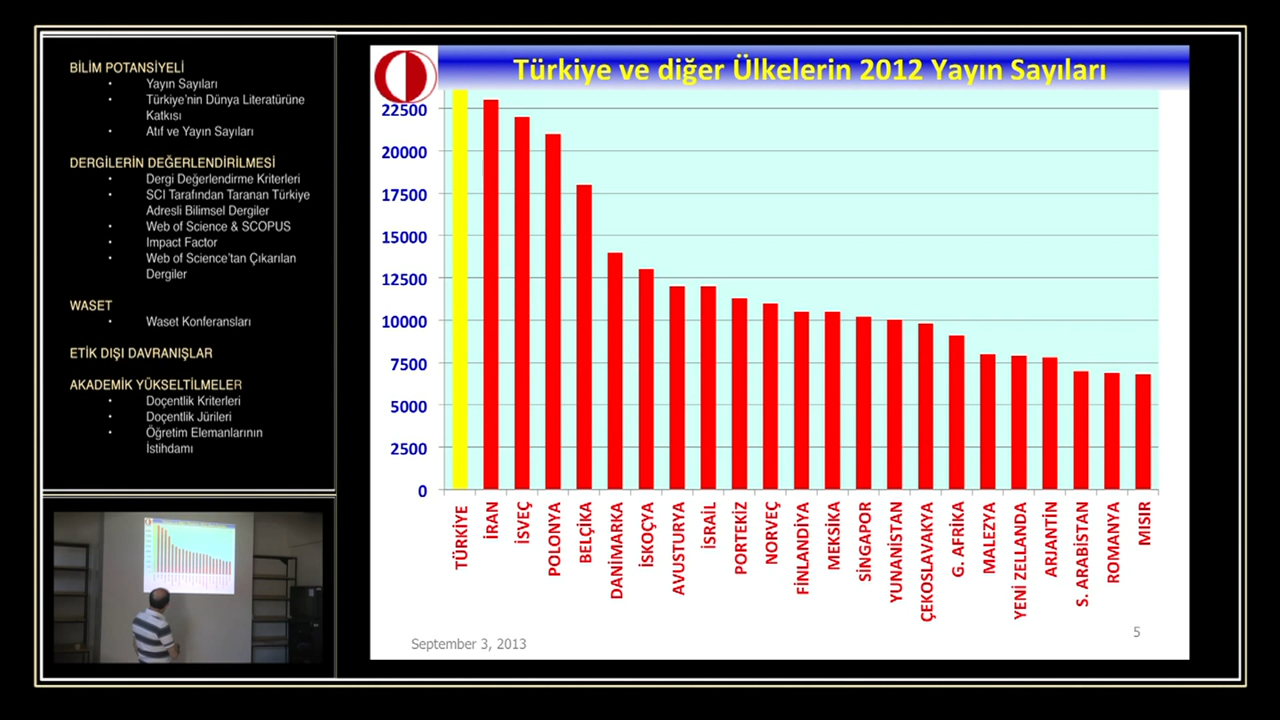 BİLİM POTANSİYELİ
• Yayın Sayıları
• Türkiye'nin Dünya Literatürüne
Katkısı
• Atıf ve Yayın Sayıları
DERGİLERİN DEĞERLENDİRİLMESİ
• Dergi Değerlendirme Kriterleri
• SCI Tarafından Taranan Türkiye
Adresli Bilimsel Dergiler
• Web of Science & SCOPUS
• Impact Factor
• Web of Science'tan Çıkarılan
Dergiler
WASET
• Waset Konferansları
ETİK DIŞI DAVRANIŞLAR
AKADEMİK YÜKSELTİLMELER
• Doçentlik Kriterleri
• Doçentlik Jürileri
• Öğretim Elemanlarının
İstihdamı
Türkiye ve diğer Ülkelerin 2012 Yayın Sayıları
22500
20000
17500
15000
12500
10000
7500
5000
2500
0
TÜRKİYE
İRAN
İSVEÇ
POLONYA
BELÇİKA
DANİMARKA
İSKOÇYA
AVUSTURYA
İSRAİL
PORTEKİZ
NORVEÇ
FİNLANDİYA
MEKSİKA
SİNGAPOR
YUNANİSTAN
ÇEKOSLAVAKYA
G. AFRİKA
MALEZYA
YENİ ZELLANDA
ARJANTİN
S. ARABİSTAN
ROMANYA
MISIR
September 3, 2013
5